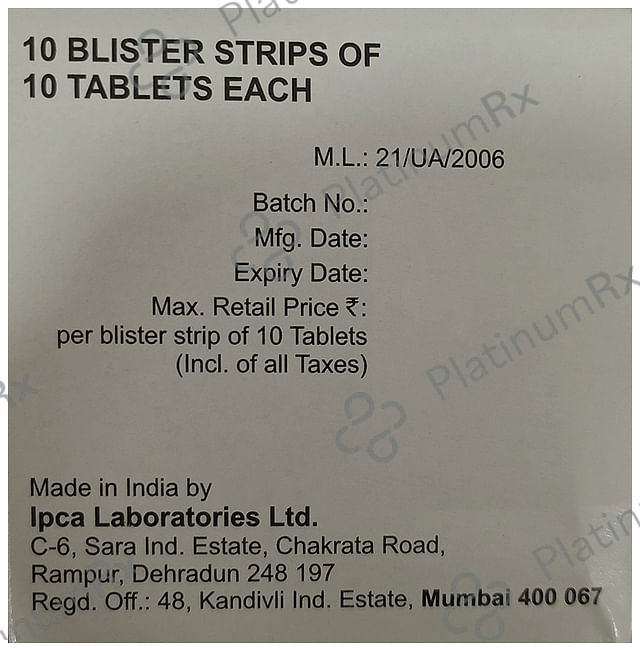 10 BLISTER STRIPS OF
10 TABLETS EACH
M.L.: 21/UA/2006
Batch No.:
Mfg. Date:
Expiry Date:
Max. Retail Price ₹:
per blister strip of 10 Tablets
(Incl. of all Taxes)
Made in India by
Ipca Laboratories Ltd.
C-6, Sara Ind. Estate, Chakrata Road,
Rampur, Dehradun 248 197
Regd. Off.: 48, Kandivli Ind. Estate, Mumbai 400 067
PlatinumRx
PlatinumRx